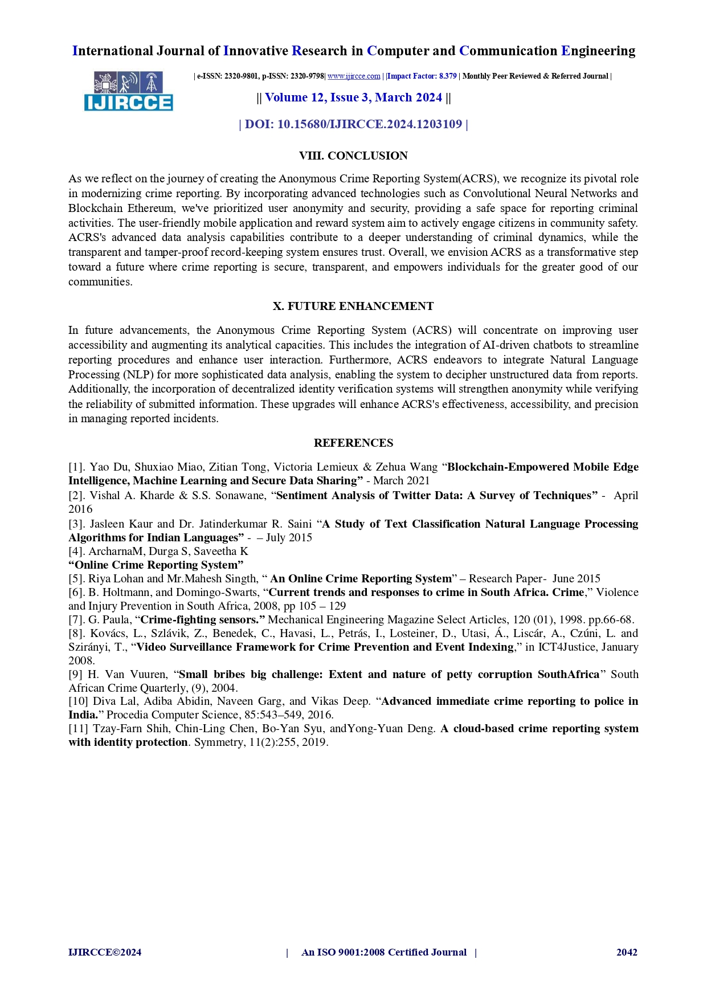 International Journal of Innovative Research in Computer and Communication Engineering
| e-ISSN: 2320-9801, p-ISSN: 2320-9798| www.ijircce.com | |Impact Factor: 8.379 | Monthly Peer Reviewed & Referred Journal |
IJIRCCE
|| Volume 12, Issue 3, March 2024 ||
| DOI: 10.15680/IJIRCCE.2024.1203109 |
VIII. CONCLUSION
As we reflect on the journey of creating the Anonymous Crime Reporting System(ACRS), we recognize its pivotal role
in modernizing crime reporting. By incorporating advanced technologies such as Convolutional Neural Networks and
Blockchain Ethereum, we've prioritized user anonymity and security, providing a safe space for reporting criminal
activities. The user-friendly mobile application and reward system aim to actively engage citizens in community safety.
ACRS's advanced data analysis capabilities contribute to a deeper understanding of criminal dynamics, while the
transparent and tamper-proof record-keeping system ensures trust. Overall, we envision ACRS as a transformative step
toward a future where crime reporting is secure, transparent, and empowers individuals for the greater good of our
communities.
X. FUTURE ENHANCEMENT
In future advancements, the Anonymous Crime Reporting System (ACRS) will concentrate on improving user
accessibility and augmenting its analytical capacities. This includes the integration of AI-driven chatbots to streamline
reporting procedures and enhance user interaction. Furthermore, ACRS endeavors to integrate Natural Language
Processing (NLP) for more sophisticated data analysis, enabling the system to decipher unstructured data from reports.
Additionally, the incorporation of decentralized identity verification systems will strengthen anonymity while verifying
the reliability of submitted information. These upgrades will enhance ACRS's effectiveness, accessibility, and precision
in managing reported incidents.
REFERENCES
[1]. Yao Du, Shuxiao Miao, Zitian Tong, Victoria Lemieux & Zehua Wang “Blockchain-Empowered Mobile Edge
Intelligence, Machine Learning and Secure Data Sharing” - March 2021
[2]. Vishal A. Kharde & S.S. Sonawane, “Sentiment Analysis of Twitter Data: A Survey of Techniques” - April
2016
[3]. Jasleen Kaur and Dr. Jatinderkumar R. Saini “A Study of Text Classification Natural Language Processing
Algorithms for Indian Languages” - – July 2015
[4]. ArcharnaM, Durga S, Saveetha K
“Online Crime Reporting System”
[5]. Riya Lohan and Mr.Mahesh Singth, “ An Online Crime Reporting System” – Research Paper- June 2015
[6]. B. Holtmann, and Domingo-Swarts, “Current trends and responses to crime in South Africa. Crime,” Violence
and Injury Prevention in South Africa, 2008, pp 105 – 129
[7]. G. Paula, “Crime-fighting sensors.” Mechanical Engineering Magazine Select Articles, 120 (01), 1998. pp.66-68.
[8]. Kovács, L., Szlávik, Z., Benedek, C., Havasi, L., Petrás, I., Losteiner, D., Utasi, Á., Liscár, A., Czúni, L. and
Szirányi, T., “Video Surveillance Framework for Crime Prevention and Event Indexing,” in ICT4Justice, January
2008.
[9] H. Van Vuuren, “Small bribes big challenge: Extent and nature of petty corruption SouthAfrica” South
African Crime Quarterly, (9), 2004.
[10] Diva Lal, Adiba Abidin, Naveen Garg, and Vikas Deep. “Advanced immediate crime reporting to police in
India.” Procedia Computer Science, 85:543–549, 2016.
[11] Tzay-Farn Shih, Chin-Ling Chen, Bo-Yan Syu, andYong-Yuan Deng. A cloud-based crime reporting system
with identity protection. Symmetry, 11(2):255, 2019.
IJIRCCE©2024 | An ISO 9001:2008 Certified Journal | 2042